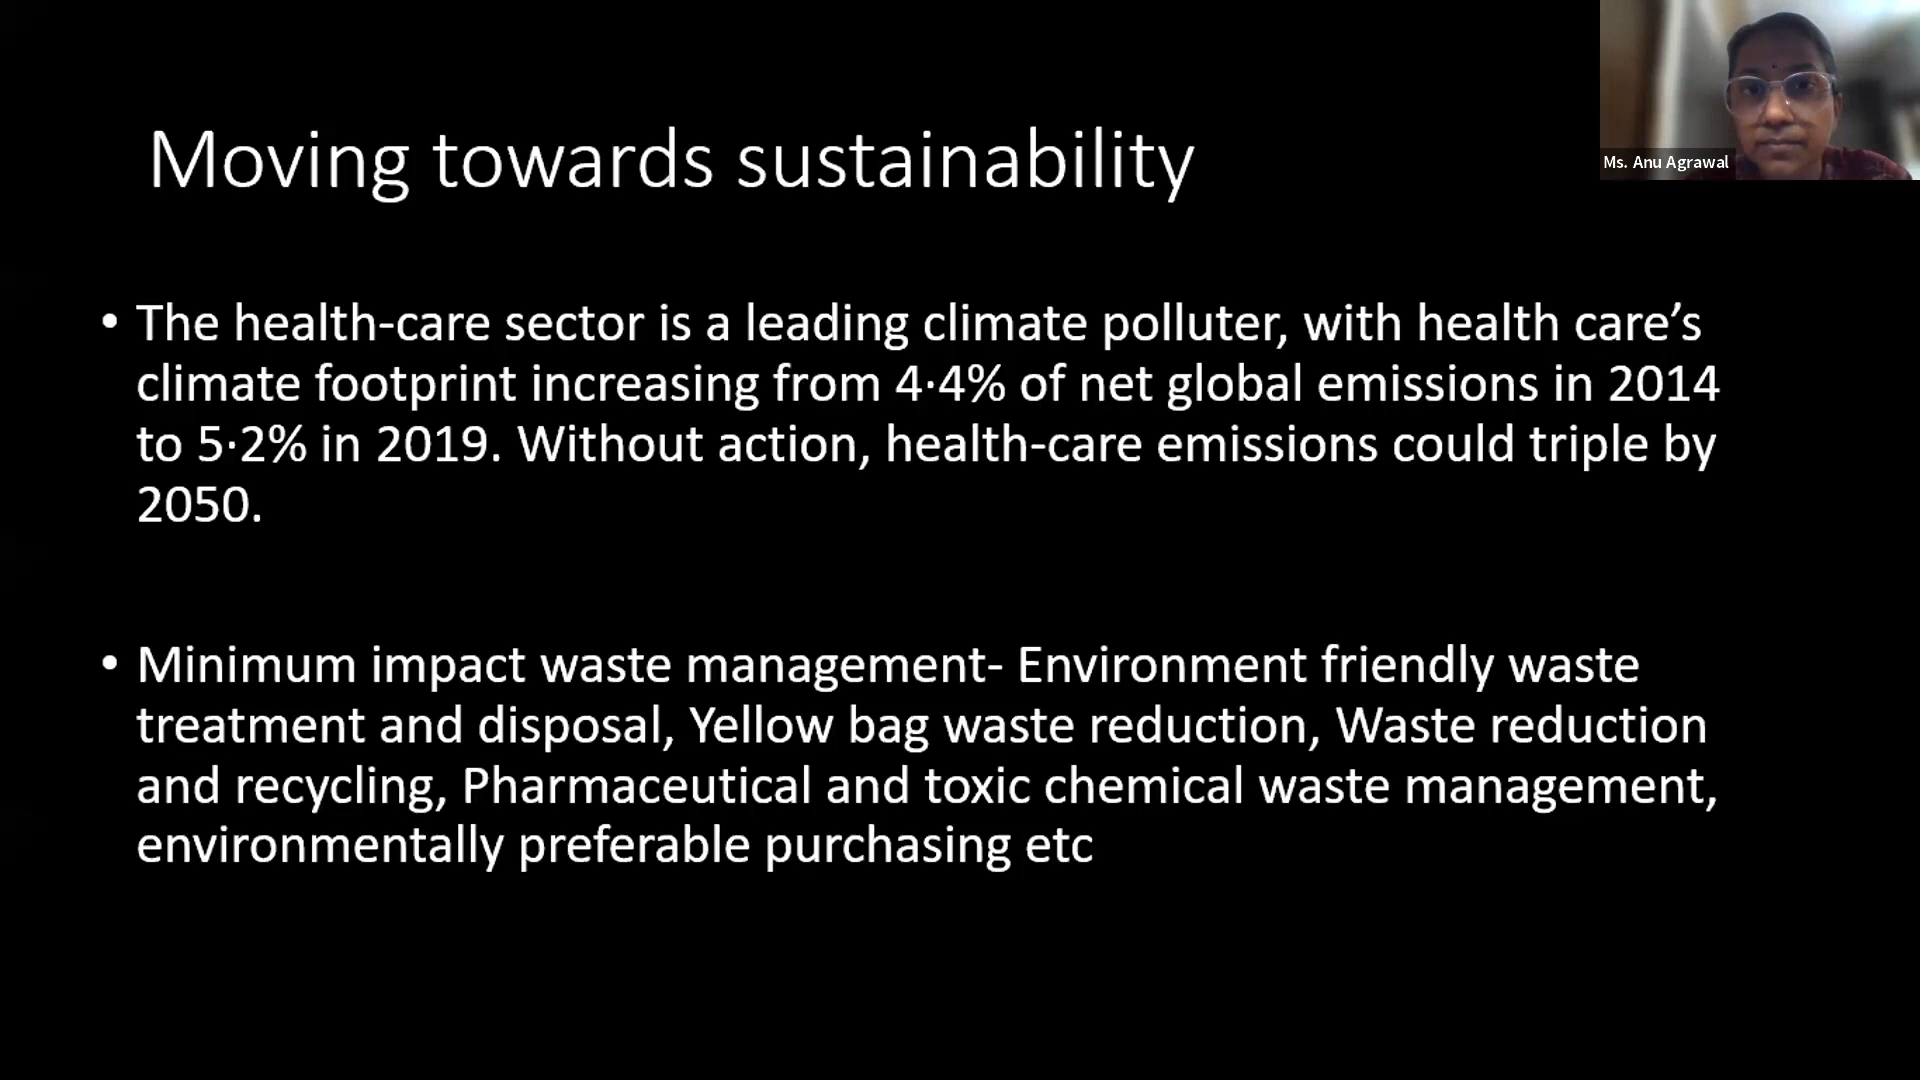 Moving towards sustainability
Ms. Anu Agrawal
• The health-care sector is a leading climate polluter, with health care’s
climate footprint increasing from 4·4% of net global emissions in 2014
to 5·2% in 2019. Without action, health-care emissions could triple by
2050.
• Minimum impact waste management- Environment friendly waste
treatment and disposal, Yellow bag waste reduction, Waste reduction
and recycling, Pharmaceutical and toxic chemical waste management,
environmentally preferable purchasing etc